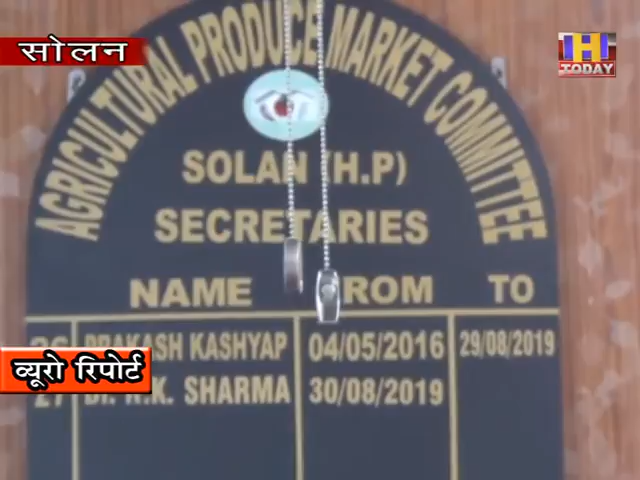 सोलन
H
TODAY
AGRICULTURAL PRODUCE MARKET COMMITTEE
SOLAN (H.P)
SECRETARIES
NAME FROM TO
PRAKASH KASHYAP 04/05/2016 29/08/2019
व्यूरो रिपोर्ट
SHARMA 30/08/2019